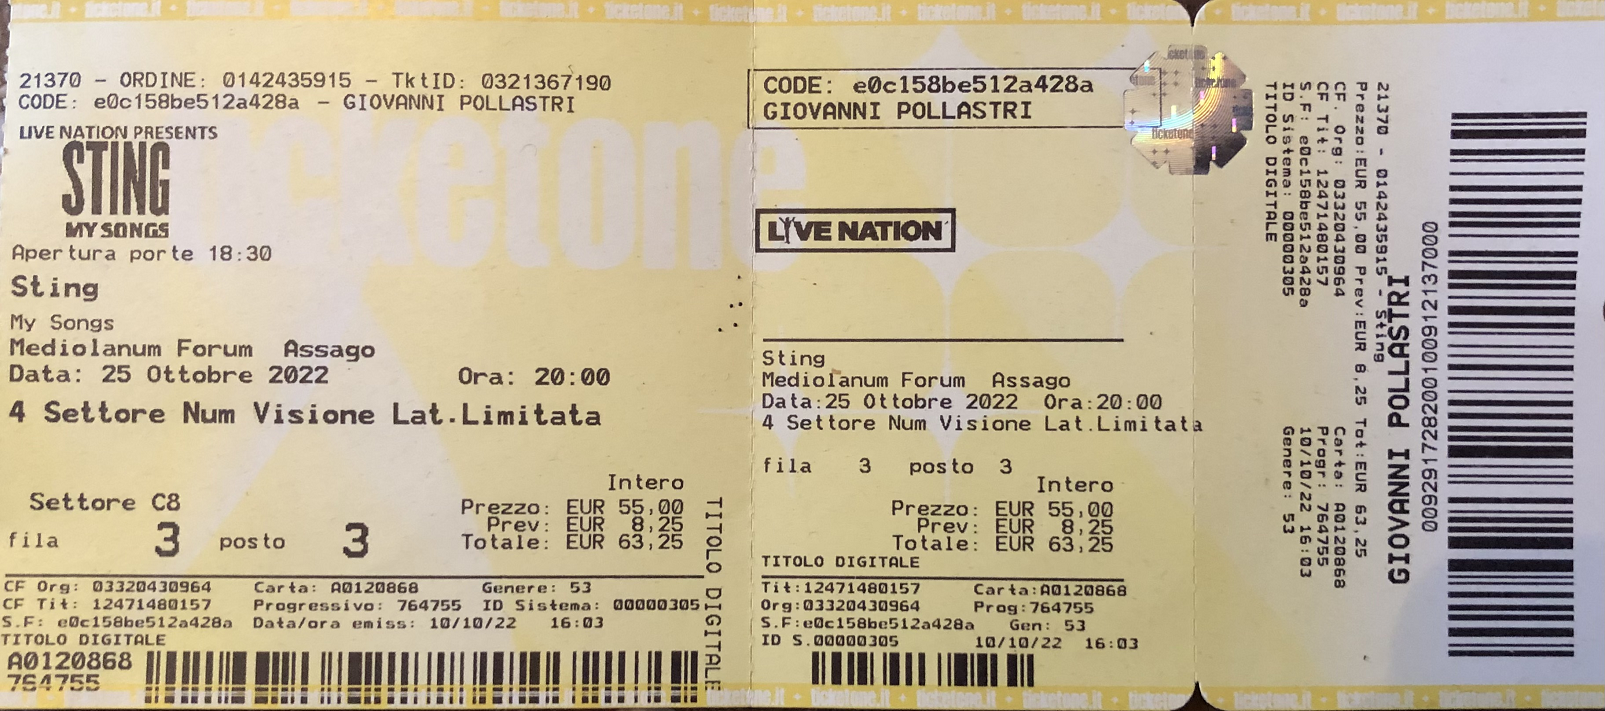 21370 - ORDINE: 0142435915 - TktID: 0321367190
CODE: e0c158be512a428a - GIOVANNI POLLASTRI
LIVE NATION PRESENTS
STING
MY SONGS
Apertura porte 18:30
Sting
My Songs
Mediolanum Forum Assago
Data: 25 Ottobre 2022 Ora: 20:00
4 Settore Num Visione Lat.Limitata
Settore C8
fila 3 posto 3
Intero
Prezzo: EUR 55,00
Prev: EUR 8,25
Totale: EUR 63,25
CF Org: 03320430964 Carta: A0120868 Genere: 53
CF Tit: 12471480157 Progressivo: 764755 ID Sistema: 00000305
S.F: e0c158be512a428a Data/ora emiss: 10/10/22 16:03
TITOLO DIGITALE
A0120868
764755
TITOLO DIGITALE
ticketone
CODE: e0c158be512a428a
GIOVANNI POLLASTRI
ticketone
LIVE NATION
Sting
Mediolanum Forum Assago
Data:25 Ottobre 2022 Ora:20:00
4 Settore Num Visione Lat.Limitata
fila 3 posto 3
Intero
Prezzo: EUR 55,00
Prev: EUR 8,25
Totale: EUR 63,25
TITOLO DIGITALE
Tit:12471480157 Carta:A0120868
Org:03320430964 Prog:764755
S.F:e0c158be512a428a Gen: 53
ID S.00000305 10/10/22 16:03
21370 - 0142435915 - Sting
Prezzo:EUR 55,00 Prev:EUR 8,25 Tot:EUR 63,25
CF. Org: 03320430964 Carta: A0120868
CF Tit: 12471480157 Progr: 764755
S.F: e0c158be512a428a 10/10/22 16:03
ID Sistema: 00000305 Genere: 53
TITOLO DIGITALE
GIOVANNI POLLASTRI
ticketone.it